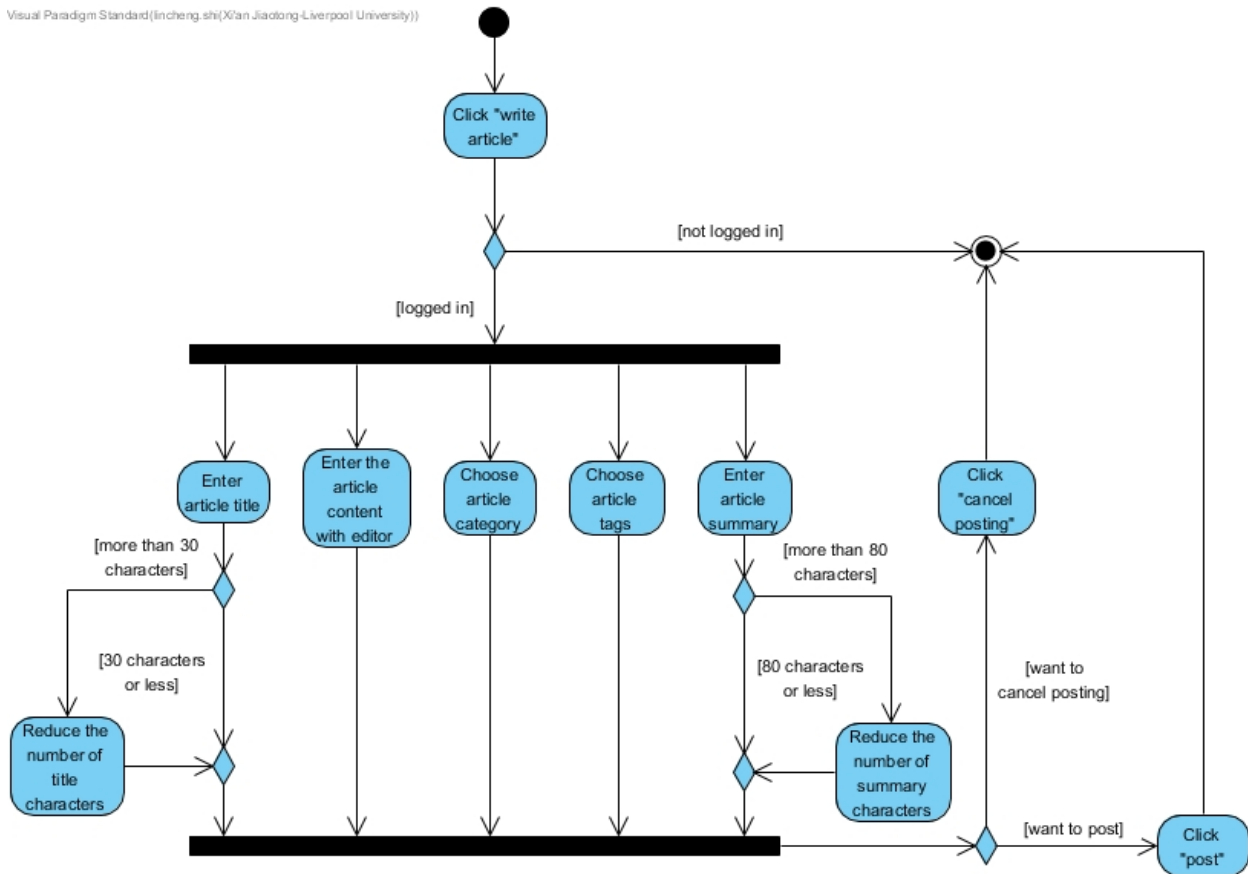 Visual Paradigm Standard(lincheng.shi(Xi'an Jiaotong-Liverpool University))
Click "write
article"
[not logged in]
[logged in]
Enter
article title
Enter the
article
content
with editor
Choose
article
category
Choose
article
tags
Enter
article
summary
Click
"cancel
posting"
[more than 30
characters]
[more than 80
characters]
[30 characters
or less]
[80 characters
or less]
[want to
cancel posting]
Reduce the
number of
title
characters
Reduce the
number of
summary
characters
[want to post]
Click
"post"